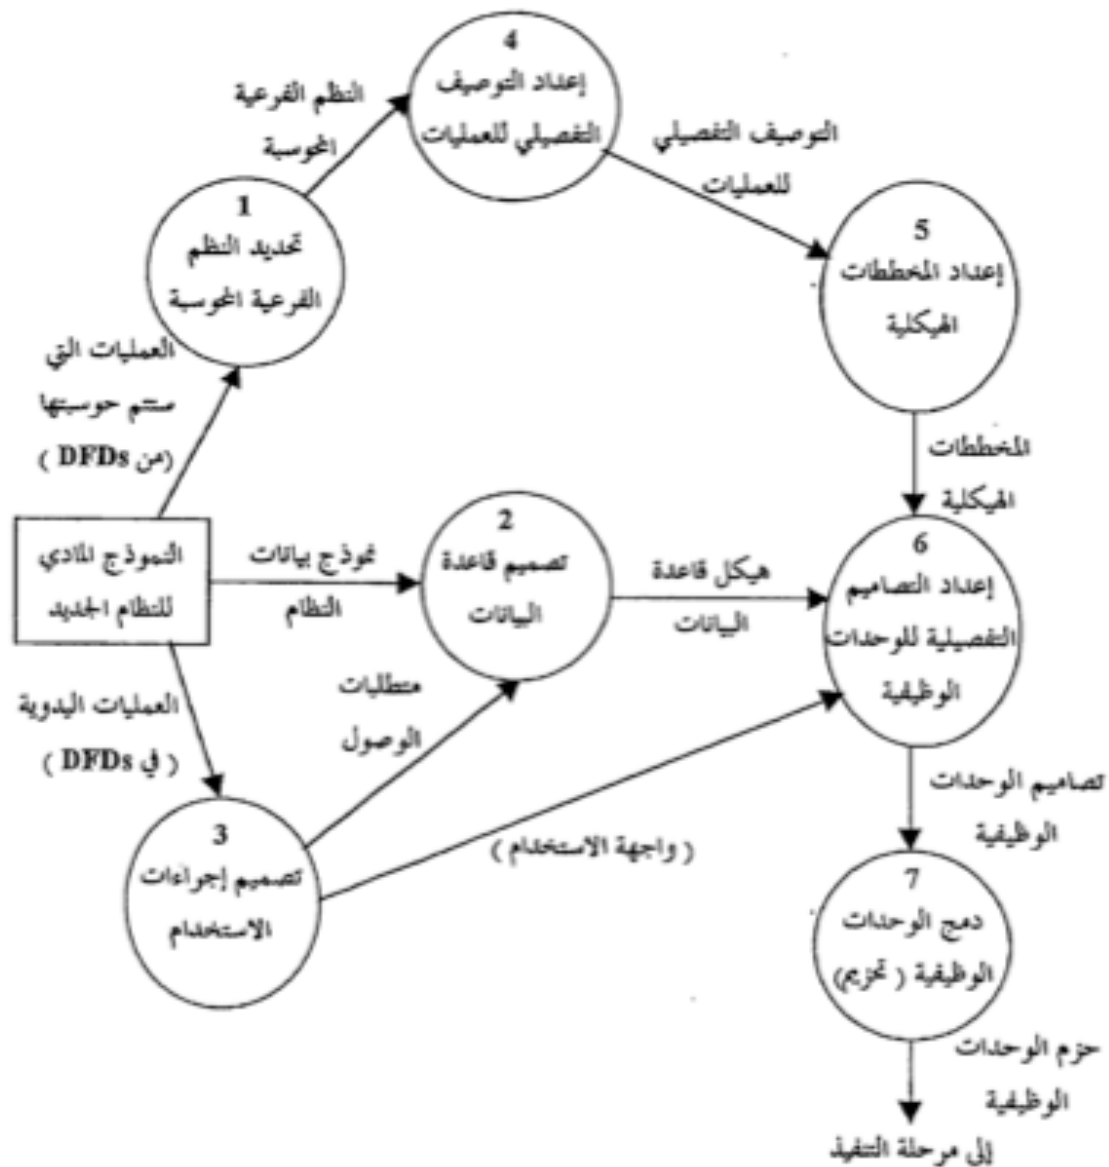 4
إعداد التوصيف
التفصيلي للعمليات
النظم الفرعية
المحوسبة
التوصيف التفصيلي
للعمليات
1
تحديد النظم
الفرعية المحوسبة
5
إعداد المخططات
الهيكلية
العمليات التي
ستتم حوسبتها
(من DFDs )
المخططات
الهيكلية
النموذج المادي
للنظام الجديد
نموذج بيانات
النظام
2
تصميم قاعدة
البيانات
هيكل قاعدة
البيانات
6
إعداد التصاميم
التفصيلية للوحدات
الوظيفية
العمليات اليدوية
( في DFDs )
متطلبات
الوصول
( واجهة الاستخدام )
تصاميم الوحدات
الوظيفية
3
تصميم إجراءات
الاستخدام
7
دمج الوحدات
الوظيفية ( تحزيم)
حزم الوحدات
الوظيفية
إلى مرحلة التنفيذ